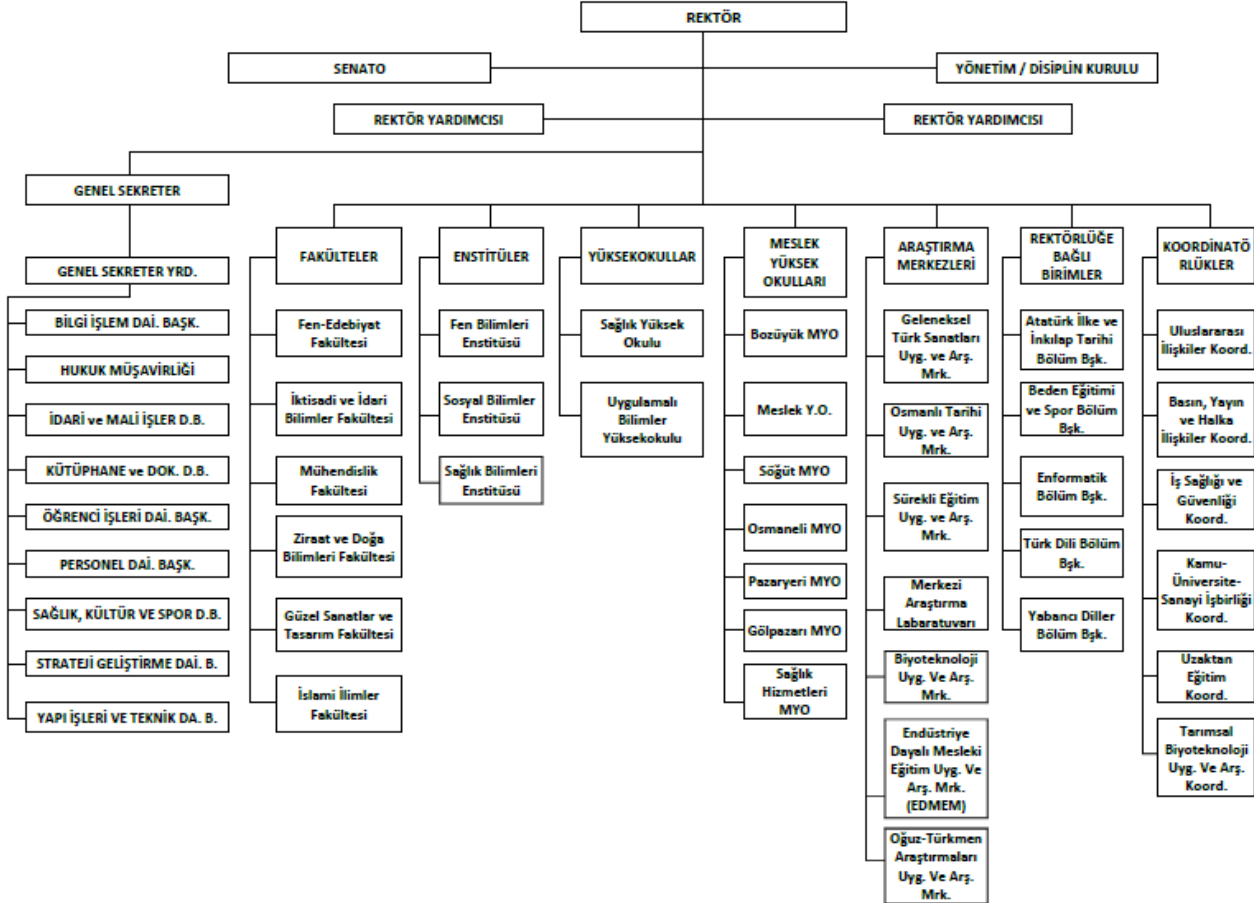 REKTÖR
SENATO
YÖNETİM / DİSİPLİN KURULU
REKTÖR YARDIMCISI
REKTÖR YARDIMCISI
GENEL SEKRETER
GENEL SEKRETER YRD.
BİLGİ İŞLEM DAİ. BAŞK.
HUKUK MÜŞAVİRLİĞİ
İDARİ ve MALİ İŞLER D.B.
KÜTÜPHANE ve DOK. D.B.
ÖĞRENCİ İŞLERİ DAİ. BAŞK.
PERSONEL DAİ. BAŞK.
SAĞLIK, KÜLTÜR VE SPOR D.B.
STRATEJİ GELİŞTİRME DAİ. B.
YAPI İŞLERİ VE TEKNİK DA. B.
FAKÜLTELER
Fen-Edebiyat
Fakültesi
İktisadi ve İdari
Bilimler Fakültesi
Mühendislik
Fakültesi
Ziraat ve Doğa
Bilimleri Fakültesi
Güzel Sanatlar ve
Tasarım Fakültesi
İslami İlimler
Fakültesi
ENSTİTÜLER
Fen Bilimleri
Enstitüsü
Sosyal Bilimler
Enstitüsü
Sağlık Bilimleri
Enstitüsü
YÜKSEKOKULLAR
Sağlık Yüksek
Okulu
Uygulamalı
Bilimler
Yüksekokulu
MESLEK
YÜKSEK
OKULLARI
Bozüyük MYO
Meslek Y.O.
Söğüt MYO
Osmaneli MYO
Pazaryeri MYO
Gölpazarı MYO
Sağlık
Hizmetleri
MYO
ARAŞTIRMA
MERKEZLERİ
Geleneksel
Türk Sanatları
Uyg. ve Arş.
Mrk.
Osmanlı Tarihi
Uyg. ve Arş.
Mrk.
Sürekli Eğitim
Uyg. ve Arş.
Mrk.
Merkezi
Araştırma
Labaratuvarı
Biyoteknoloji
Uyg. Ve Arş.
Mrk.
Endüstriye
Dayalı Mesleki
Eğitim Uyg. Ve
Arş. Mrk.
(EDMEM)
Oğuz-Türkmen
Araştırmaları
Uyg. Ve Arş.
Mrk.
REKTÖRLÜĞE
BAĞLI
BİRİMLER
Atatürk İlke ve
İnkılap Tarihi
Bölüm Bşk.
Beden Eğitimi
ve Spor Bölüm
Bşk.
Enformatik
Bölüm Bşk.
Türk Dili Bölüm
Bşk.
Yabancı Diller
Bölüm Bşk.
KOORDİNATÖ
RLÜKLER
Uluslararası
İlişkiler Koord.
Basın, Yayın
ve Halka
İlişkiler Koord.
İş Sağlığı ve
Güvenliği
Koord.
Kamu-
Üniversite-
Sanayi İşbirliği
Koord.
Uzaktan
Eğitim
Koord.
Tarımsal
Biyoteknoloji
Uyg. Ve Arş.
Koord.